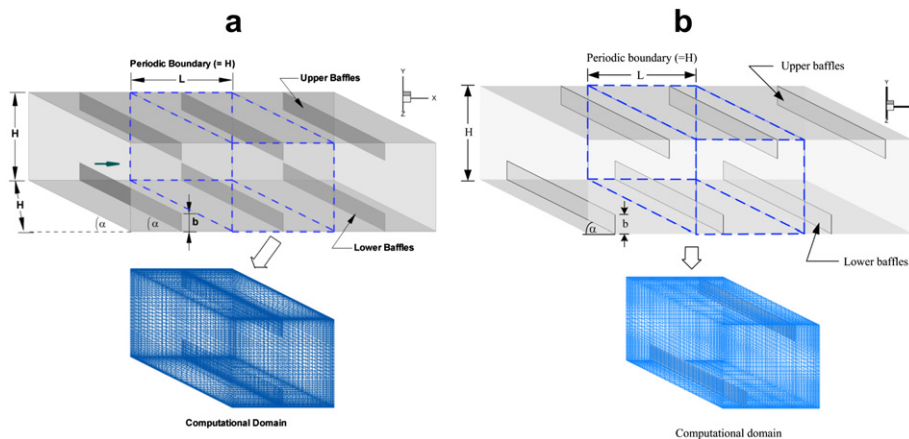 a
Periodic Boundary (= H)
L
Upper Baffles
Y
X
Z
H
H
α
α
b
Lower Baffles
Computational Domain
b
Periodic boundary (=H)
L
Upper baffles
Y
Z
H
α
b
Lower baffles
Computational domain